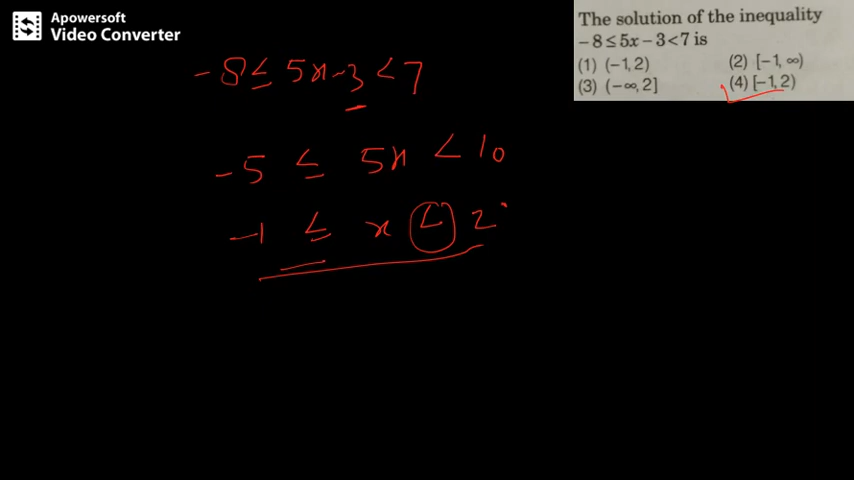 Apowersoft
Video Converter
The solution of the inequality
-8 ≤ 5x - 3 < 7 is
(1) (-1, 2) (2) [-1, ∞)
(3) (-∞, 2] (4) [-1, 2)
-8 ≤ 5x - 3 < 7
-5 ≤ 5x < 10
-1 ≤ x < 2